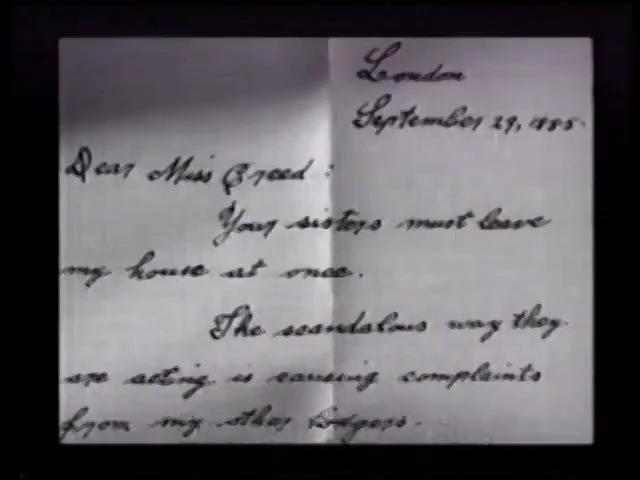 London
September 29, 1885.
Dear Miss Creed:
Your sisters must leave
my house at once.
The scandalous way they
are acting is causing complaints
from my other lodgers.